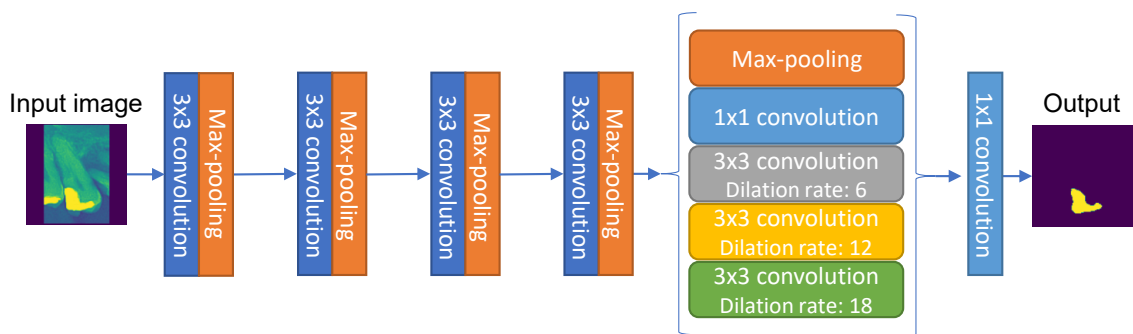 Input image
3x3 convolution
Max-pooling
3x3 convolution
Max-pooling
3x3 convolution
Max-pooling
3x3 convolution
Max-pooling
Max-pooling
1x1 convolution
3x3 convolution
Dilation rate: 6
3x3 convolution
Dilation rate: 12
3x3 convolution
Dilation rate: 18
1x1 convolution
Output